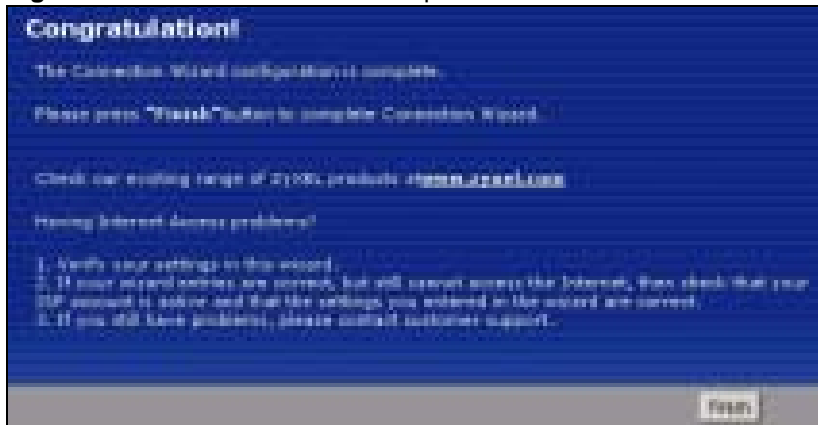 Congratulation!
The Connection Wizard configuration is complete.
Please press "Finish"button to complete Connection Wizard.
Check our exciting range of ZyXEL products at www.zyxel.com
Having Internet Access problems?
1. Verify your settings in this wizard.
2. If your wizard entries are correct, but still cannot access the Internet, then check that your
ISP account is active and that the settings you entered in the wizard are correct.
3. If you still have problems, please contact customer support.
Finish